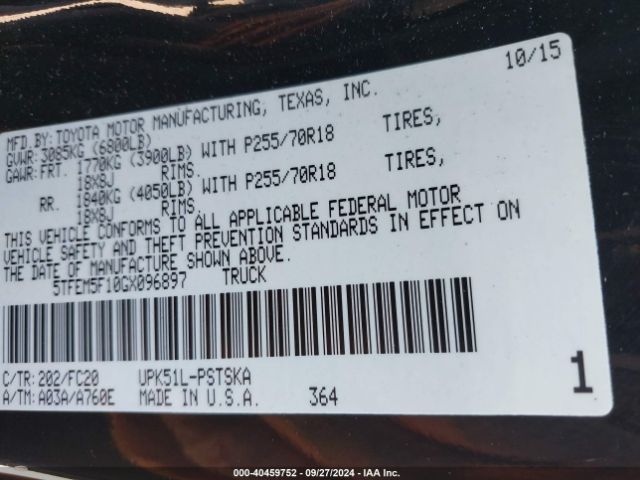 10/15
MFD.BY: TOYOTA MOTOR MANUFACTURING, TEXAS, INC.
GVWR: 3085KG (6800LB)
GAWR: FRT. 1770KG (3900LB) WITH P255/70R18 TIRES,
18X8J RIMS.
RR. 1840KG (4050LB) WITH P255/70R18 TIRES,
18X8J RIMS.
THIS VEHICLE CONFORMS TO ALL APPLICABLE FEDERAL MOTOR
VEHICLE SAFETY AND THEFT PREVENTION STANDARDS IN EFFECT ON
THE DATE OF MANUFACTURE SHOWN ABOVE.
5TFEM5F10GX096897 TRUCK
C/TR: 202/FC20 UPK51L-PSTSKA
A/TM: A03A/A760E MADE IN U.S.A. 364
1
000-40459752 - 09/27/2024 - IAA Inc.